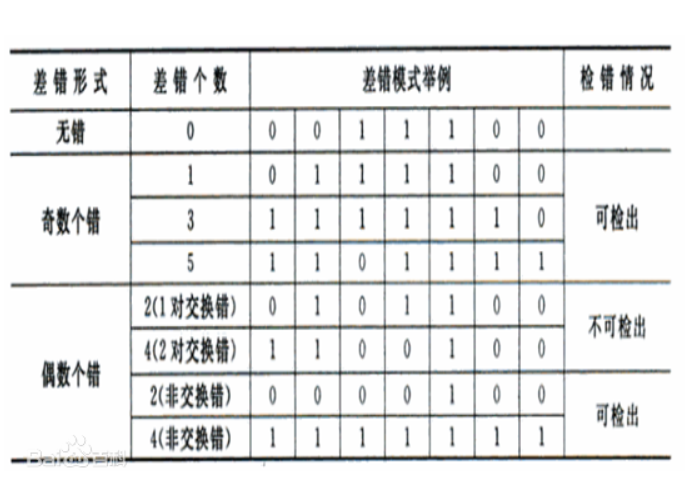 差错形式 差错个数 差错模式举例 检错情况
无错 0 0 0 1 1 1 0 0
奇数个错 1 0 1 1 1 1 0 0 可检出
3 1 1 1 1 1 1 0
5 1 1 0 1 1 1 1
偶数个错 2(1对交换错) 0 1 0 1 1 0 0 不可检出
4(2对交换错) 1 1 0 0 1 0 0
2(非交换错) 0 0 0 0 1 0 0 可检出
4(非交换错) 1 1 1 1 1 1 1
Baidu百科